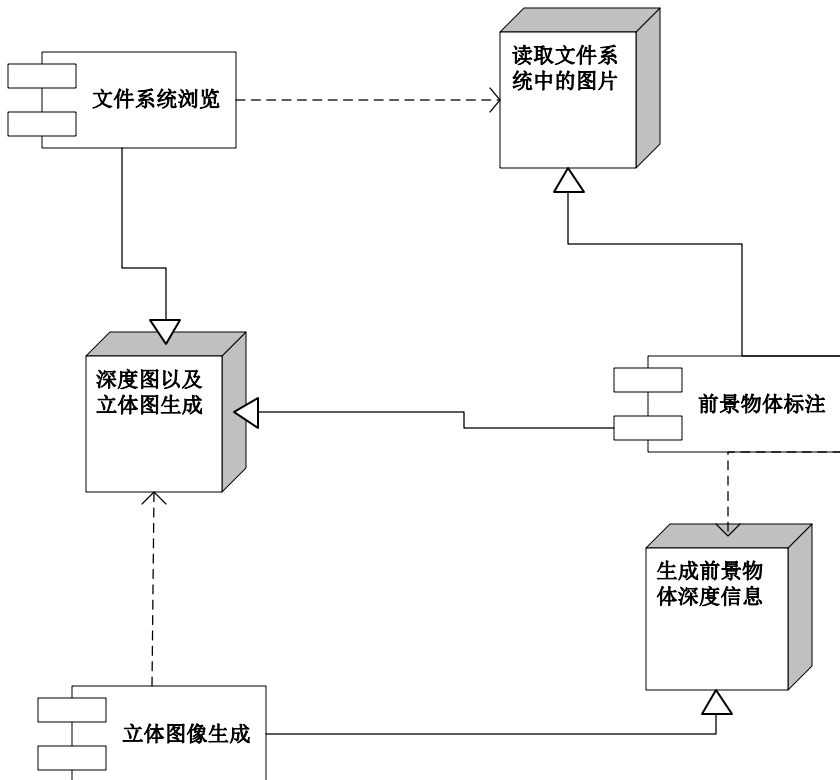 读取文件系
统中的图片
文件系统浏览
深度图以及
立体图生成
前景物体标注
生成前景物
体深度信息
立体图像生成